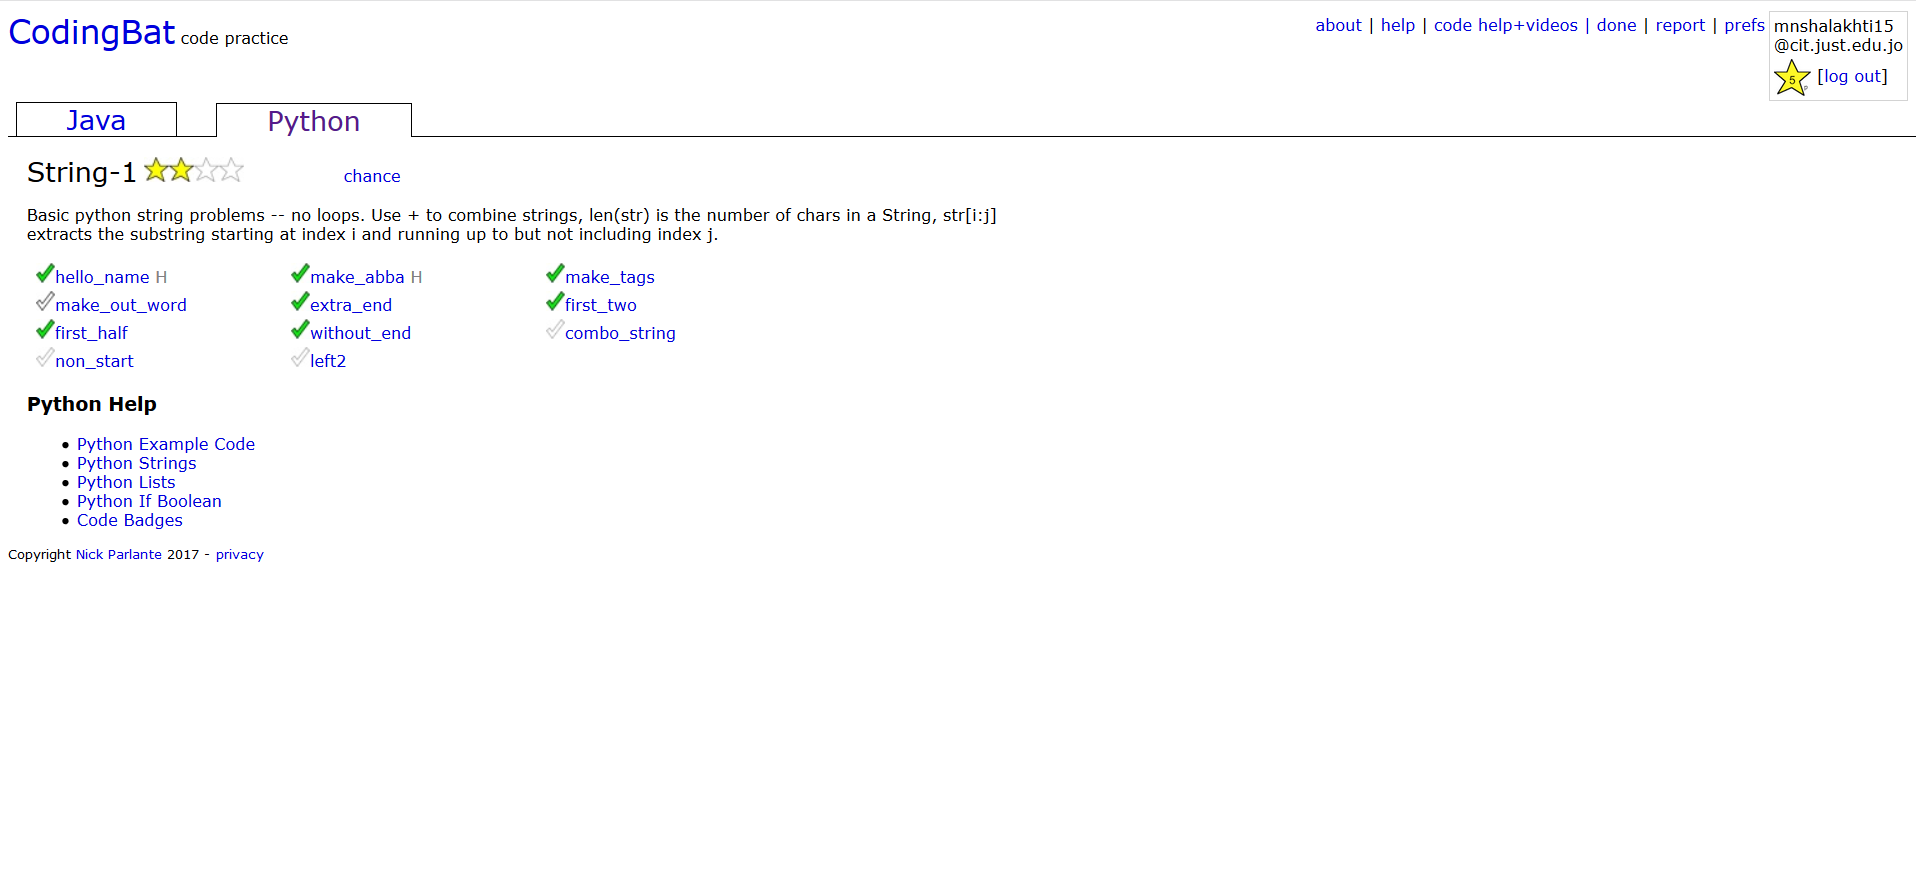 CodingBat code practice
about | help | code help+videos | done | report | prefs
mnshalakhti15
@cit.just.edu.jo
5 P [log out]
Java Python
String-1 chance
Basic python string problems -- no loops. Use + to combine strings, len(str) is the number of chars in a String, str[i:j]
extracts the substring starting at index i and running up to but not including index j.
hello_name H make_abba H make_tags
make_out_word extra_end first_two
first_half without_end combo_string
non_start left2
Python Help
• Python Example Code
• Python Strings
• Python Lists
• Python If Boolean
• Code Badges
Copyright Nick Parlante 2017 - privacy